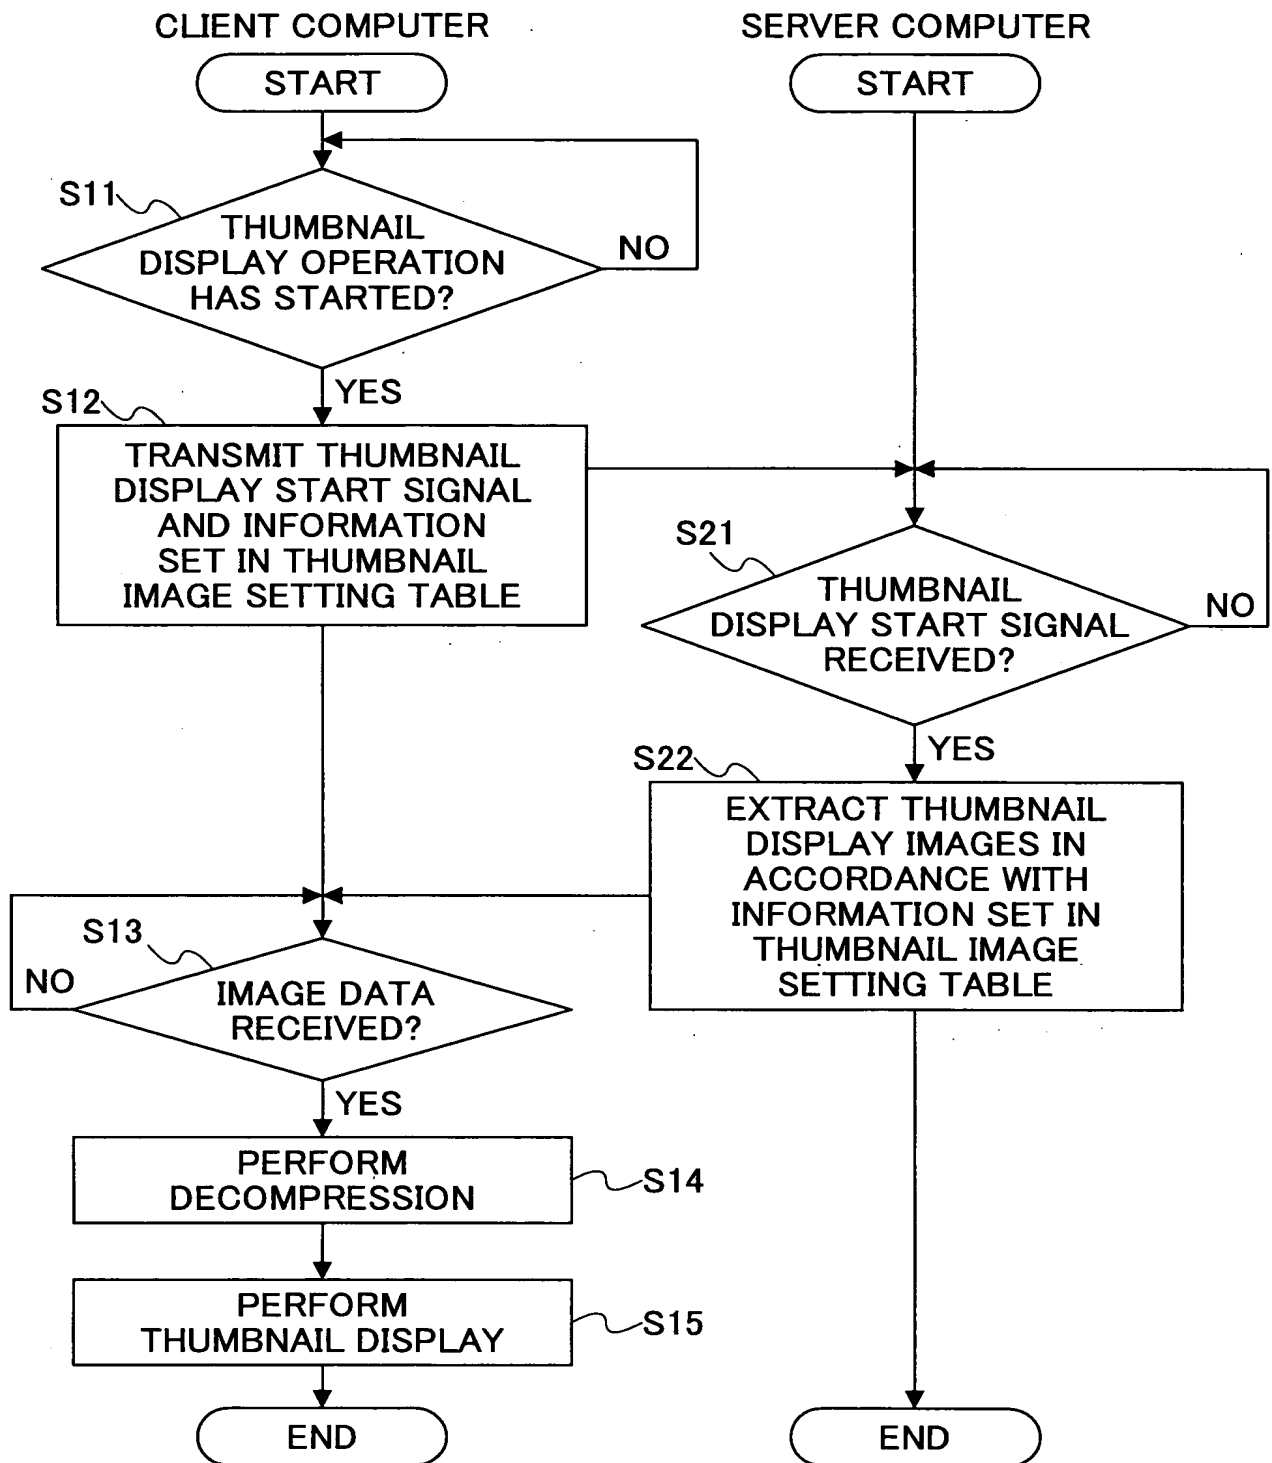 CLIENT COMPUTER
START
S11
THUMBNAIL
DISPLAY OPERATION
HAS STARTED?
NO
YES
S12
TRANSMIT THUMBNAIL
DISPLAY START SIGNAL
AND INFORMATION
SET IN THUMBNAIL
IMAGE SETTING TABLE
S13
NO
IMAGE DATA
RECEIVED?
YES
PERFORM
DECOMPRESSION
S14
PERFORM
THUMBNAIL DISPLAY
S15
END
SERVER COMPUTER
START
S21
THUMBNAIL
DISPLAY START SIGNAL
RECEIVED?
NO
YES
S22
EXTRACT THUMBNAIL
DISPLAY IMAGES IN
ACCORDANCE WITH
INFORMATION SET IN
THUMBNAIL IMAGE
SETTING TABLE
END